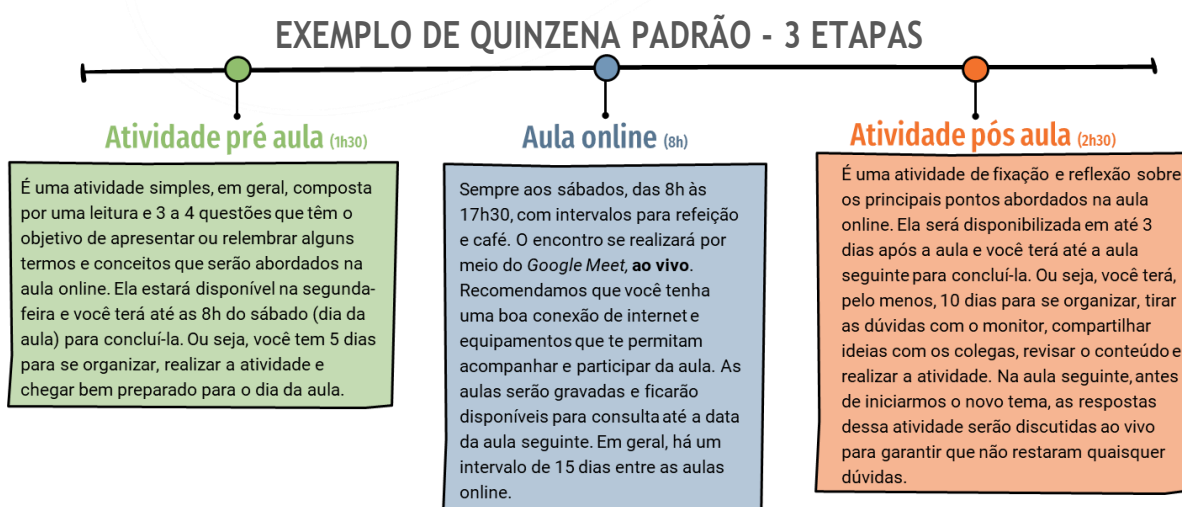 EXEMPLO DE QUINZENA PADRÃO - 3 ETAPAS
Atividade pré aula (1h30)
É uma atividade simples, em geral, composta
por uma leitura e 3 a 4 questões que têm o
objetivo de apresentar ou relembrar alguns
termos e conceitos que serão abordados na
aula online. Ela estará disponível na segunda-
feira e você terá até as 8h do sábado (dia da
aula) para concluí-la. Ou seja, você tem 5 dias
para se organizar, realizar a atividade e
chegar bem preparado para o dia da aula.
Aula online (8h)
Sempre aos sábados, das 8h às
17h30, com intervalos para refeição
e café. O encontro se realizará por
meio do Google Meet, ao vivo.
Recomendamos que você tenha
uma boa conexão de internet e
equipamentos que te permitam
acompanhar e participar da aula. As
aulas serão gravadas e ficarão
disponíveis para consulta até a data
da aula seguinte. Em geral, há um
intervalo de 15 dias entre as aulas
online.
Atividade pós aula (2h30)
É uma atividade de fixação e reflexão sobre
os principais pontos abordados na aula
online. Ela será disponibilizada em até 3
dias após a aula e você terá até a aula
seguinte para concluí-la. Ou seja, você terá,
pelo menos, 10 dias para se organizar, tirar
as dúvidas com o monitor, compartilhar
ideias com os colegas, revisar o conteúdo e
realizar a atividade. Na aula seguinte, antes
de iniciarmos o novo tema, as respostas
dessa atividade serão discutidas ao vivo
para garantir que não restaram quaisquer
dúvidas.